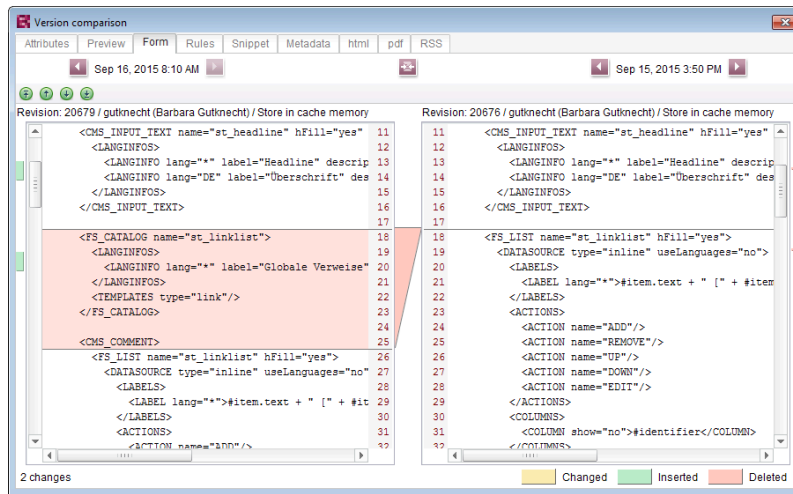 Version comparison
Attributes Preview Form Rules Snippet Metadata html pdf RSS
Sep 16, 2015 8:10 AM
Sep 15, 2015 3:50 PM
Revision: 20679 / gutknecht (Barbara Gutknecht) / Store in cache memory
<CMS_INPUT_TEXT name="st_headline" hFill="yes" 11
<LANGINFOS> 12
<LANGINFO lang="*" label="Headline" descrip 13
<LANGINFO lang="DE" label="Überschrift" des 14
</LANGINFOS> 15
</CMS_INPUT_TEXT> 16
17
<FS_CATALOG name="st_linklist"> 18
<LANGINFOS> 19
<LANGINFO lang="*" label="Globale Verweise" 20
</LANGINFOS> 21
<TEMPLATES type="link"/> 22
</FS_CATALOG> 23
24
<CMS_COMMENT> 25
<FS_LIST name="st_linklist" hFill="yes"> 26
<DATASOURCE type="inline" useLanguages="no" 27
<LABELS> 28
<LABEL lang="*">#item.text + " [" + #it 29
</LABELS> 30
<ACTIONS> 31
<ACTION name="ADD"/> 32
Revision: 20676 / gutknecht (Barbara Gutknecht) / Store in cache memory
11 <CMS_INPUT_TEXT name="st_headline" hFill="yes"
12 <LANGINFOS>
13 <LANGINFO lang="*" label="Headline" descrip
14 <LANGINFO lang="DE" label="Überschrift" des
15 </LANGINFOS>
16 </CMS_INPUT_TEXT>
17
18 <FS_LIST name="st_linklist" hFill="yes">
19 <DATASOURCE type="inline" useLanguages="no">
20 <LABELS>
21 <LABEL lang="*">#item.text + " [" + #item
22 </LABELS>
23 <ACTIONS>
24 <ACTION name="ADD"/>
25 <ACTION name="REMOVE"/>
26 <ACTION name="UP"/>
27 <ACTION name="DOWN"/>
28 <ACTION name="EDIT"/>
29 </ACTIONS>
30 <COLUMNS>
31 <COLUMN show="no">#identifier</COLUMN>
32 </COLUMNS>
2 changes
Changed Inserted Deleted